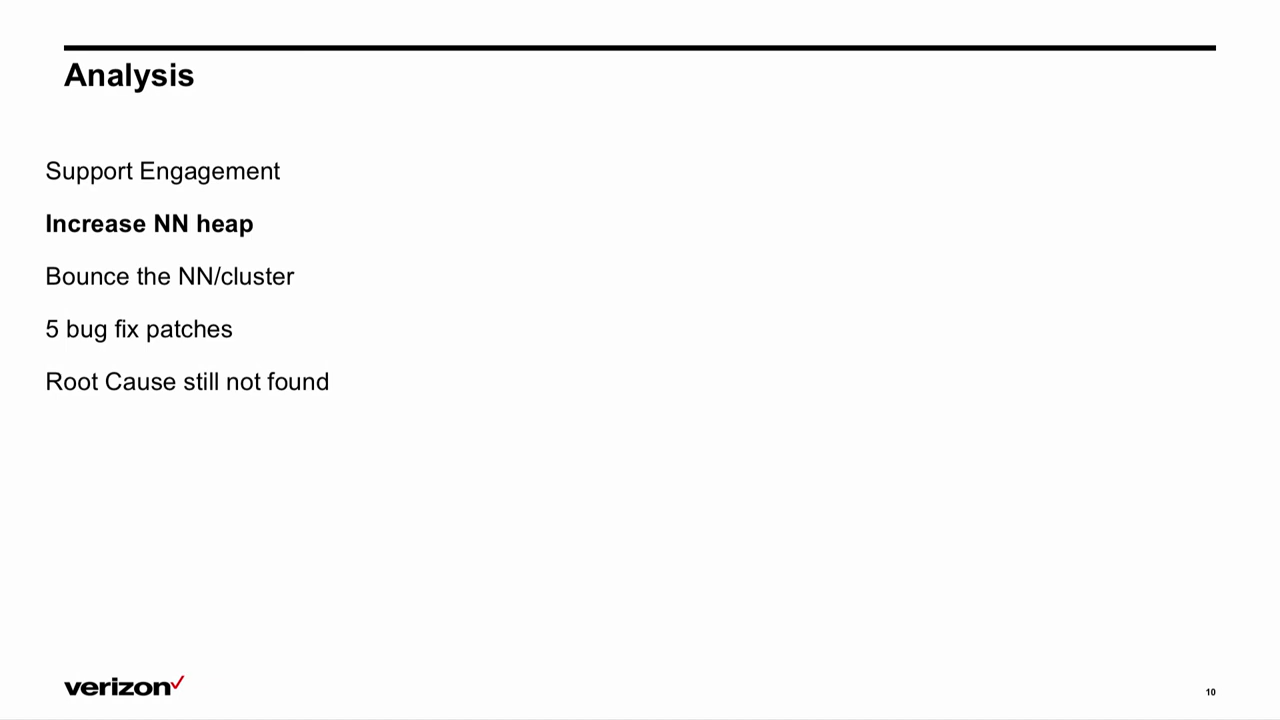 Analysis
Support Engagement
Increase NN heap
Bounce the NN/cluster
5 bug fix patches
Root Cause still not found
verizon
10